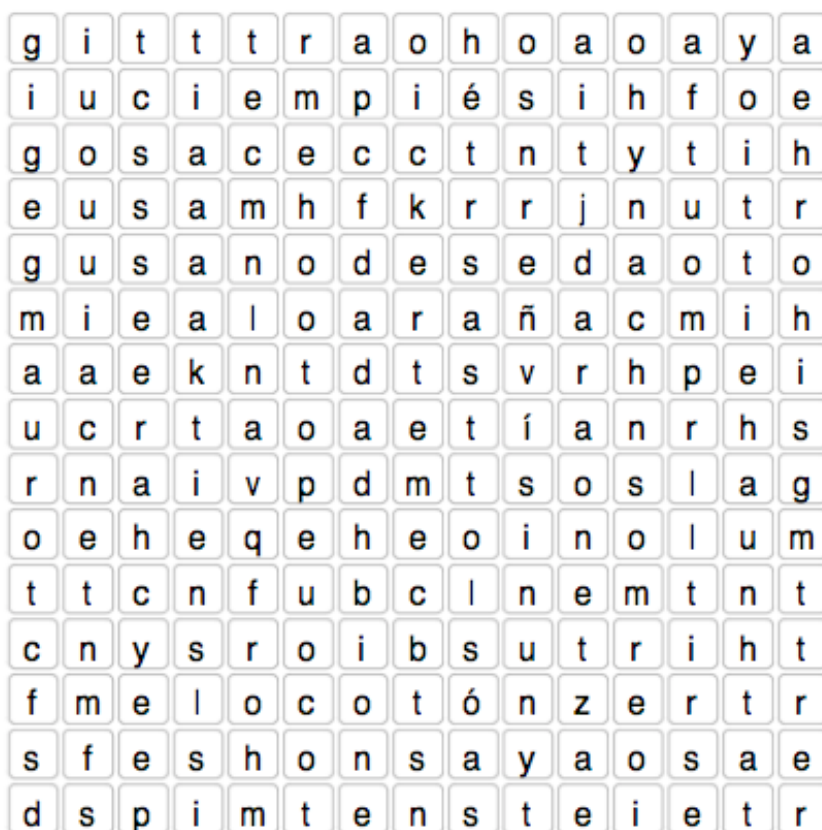 g i t t t r a o h o a o a y a
i u c i e m p i é s i h f o e
g o s a c e c c t n t y t i h
e u s a m h f k r r j n u t r
g u s a n o d e s e d a o t o
m i e a l o a r a ñ a c m i h
a a e k n t d t s v r h p e i
u c r t a o a e t í a n r h s
r n a i v p d m t s o s l a g
o e h e q e h e o i n o l u m
t t c n f u b c l n e m t n t
c n y s r o i b s u t r i h t
f m e l o c o t ó n z e r t r
s f e s h o n s a y a o s a e
d s p i m t e n s t e i e t r